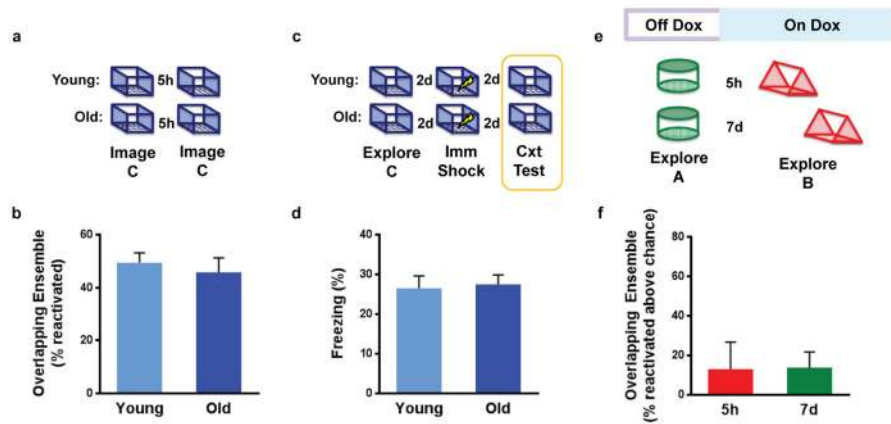 a
Young: 5h
Old: 5h
Image Image
C C
b
Overlapping Ensemble
(% reactivated)
60
40
20
0
Young Old
c
Young: 2d 2d
Old: 2d 2d
Explore Imm Cxt
C Shock Test
d
Freezing (%)
40
30
20
10
0
Young Old
Off Dox On Dox
e
5h
7d
Explore Explore
A B
f
Overlapping Ensemble
(% reactivated above chance)
80
60
40
20
0
5h 7d